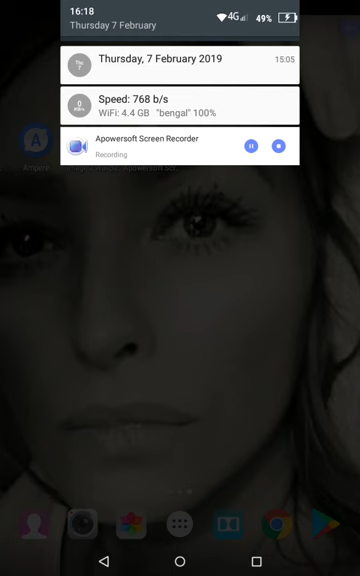 16:18
4G 49%
Thursday 7 February
Thu
7
Thursday, 7 February 2019
15:05
0
KB/s
Speed: 768 b/s
WiFi: 4.4 GB "bengal" 100%
Apowersoft Screen Recorder
Recording
A
Ampere